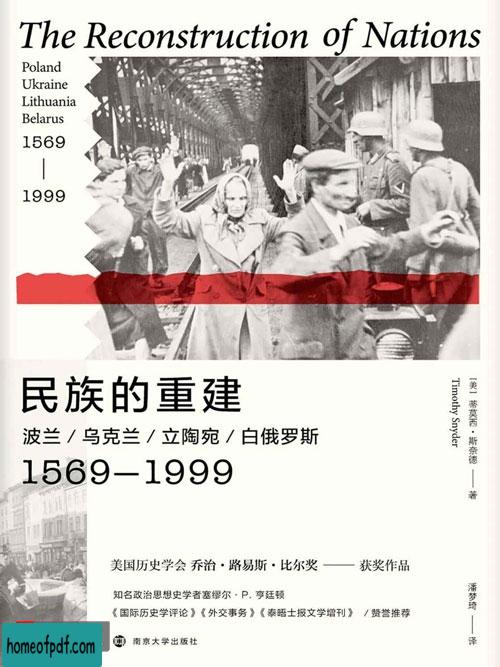 The Reconstruction of Nations
Poland
Ukraine
Lithuania
Belarus
1569
—
1999
民族的重建
波兰/乌克兰/立陶宛/白俄罗斯
1569—1999
[美] 蒂莫西·斯奈德——著
Timothy Snyder
美国历史学会 乔治·路易斯·比尔奖——获奖作品
知名政治思想史学者塞缪尔·P. 亨廷顿
《国际历史学评论》《外交事务》《泰晤士报文学增刊》/赞誉推荐
潘梦琦——译
南京大学出版社
homeofpdf.com